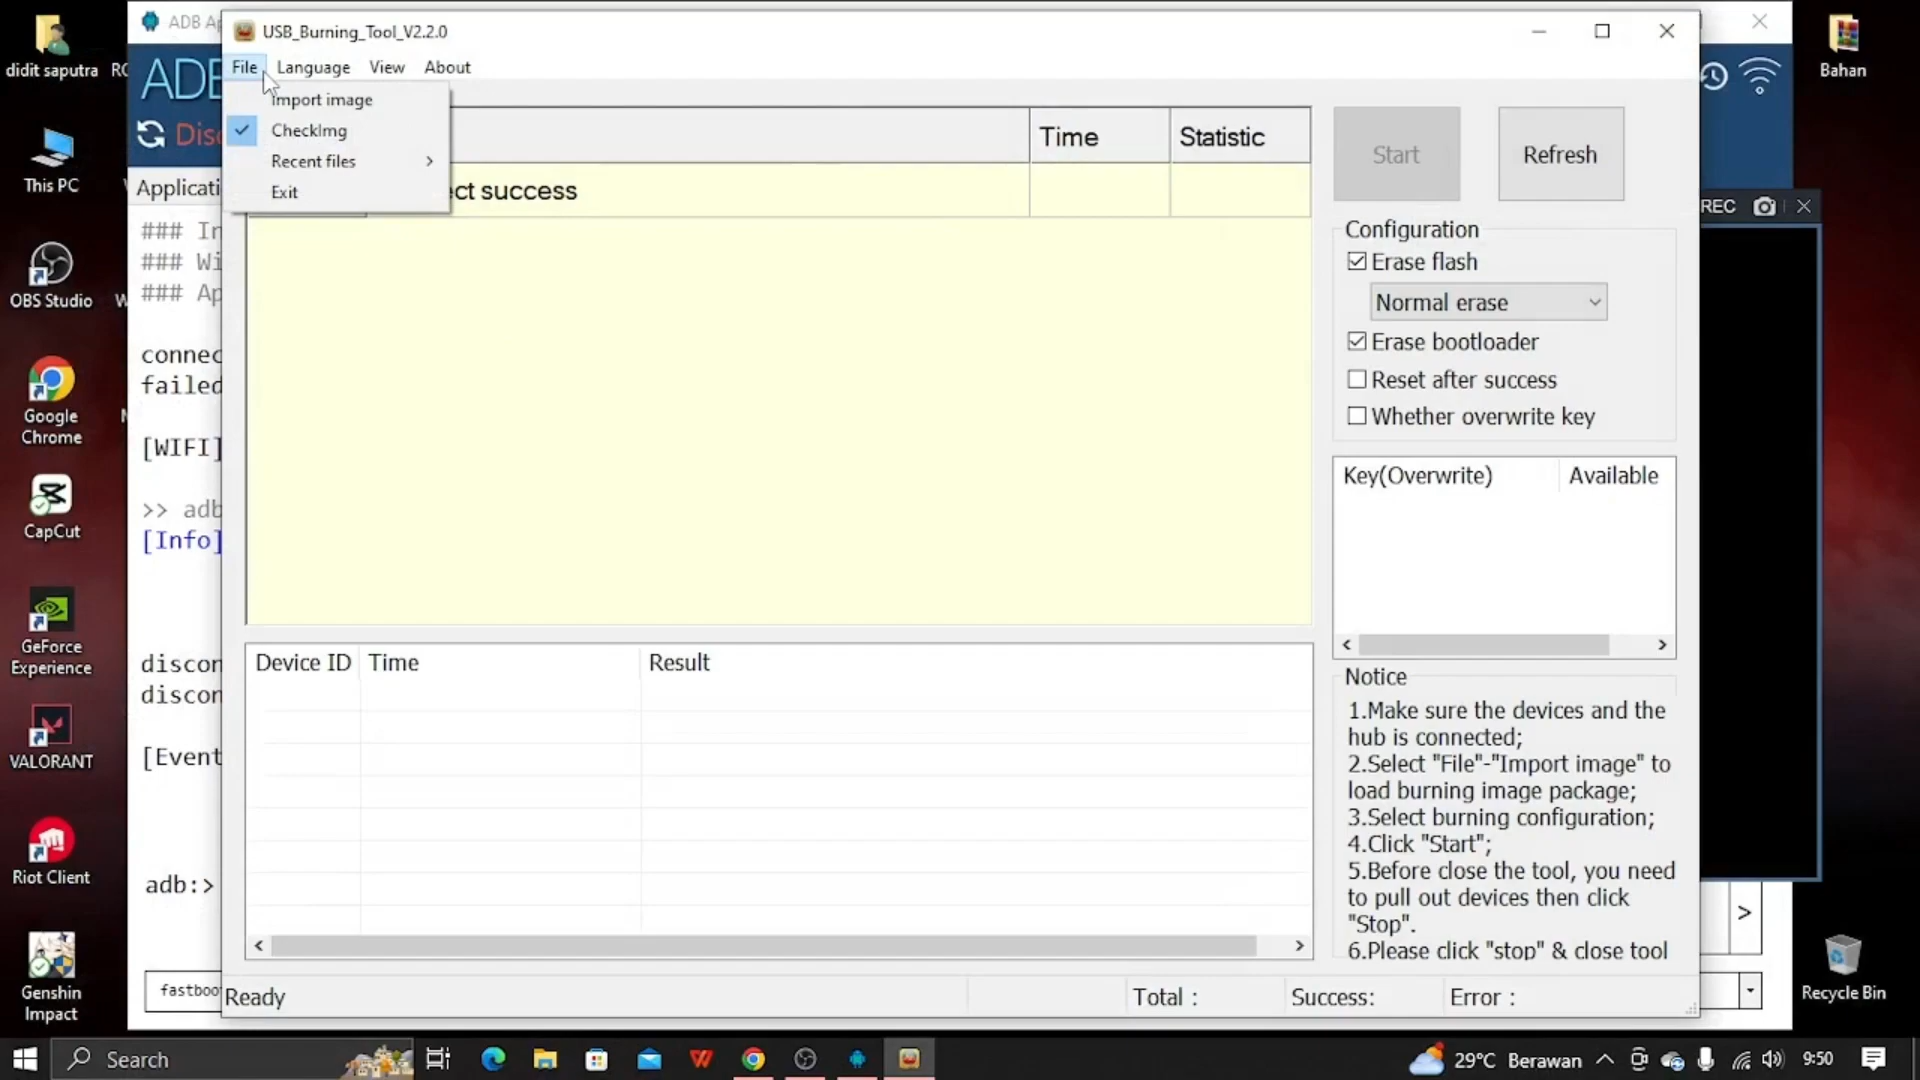 didit saputra
This PC
OBS Studio
Google
Chrome
CapCut
GeForce
Experience
VALORANT
Riot Client
Genshin
Impact
ADB
Applicati
###
###
###
connec
failed
[WIFI]
>> adb
[Info]
discon
discon
[Event
adb:>
fastboo
USB_Burning_Tool_V2.2.0
File Language View About
Import image
CheckImg
Recent files
Exit
Time Statistic
ect success
Start Refresh
Configuration
Erase flash
Normal erase
Erase bootloader
Reset after success
Whether overwrite key
Key(Overwrite) Available
Device ID Time Result
Notice
1.Make sure the devices and the
hub is connected;
2.Select "File"-"Import image" to
load burning image package;
3.Select burning configuration;
4.Click "Start";
5.Before close the tool, you need
to pull out devices then click
"Stop".
6.Please click "stop" & close tool
Ready Total : Success: Error :
REC
>
Bahan
Recycle Bin
Search
29°C Berawan 9:50